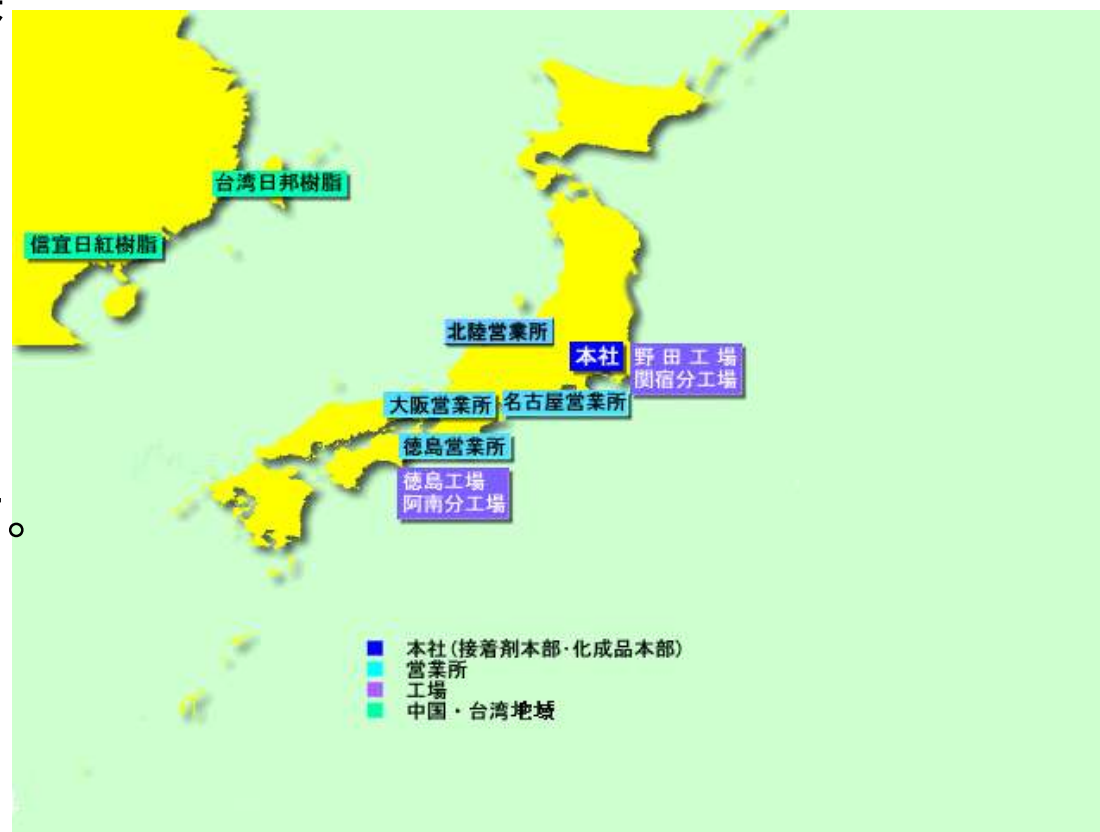 台湾日邦樹脂
信宜日紅樹脂
北陸営業所
本社
野田工場
関宿分工場
大阪営業所
名古屋営業所
徳島営業所
徳島工場
阿南分工場
。
本社(接着剤本部・化成品本部)
営業所
工場
中国・台湾地域